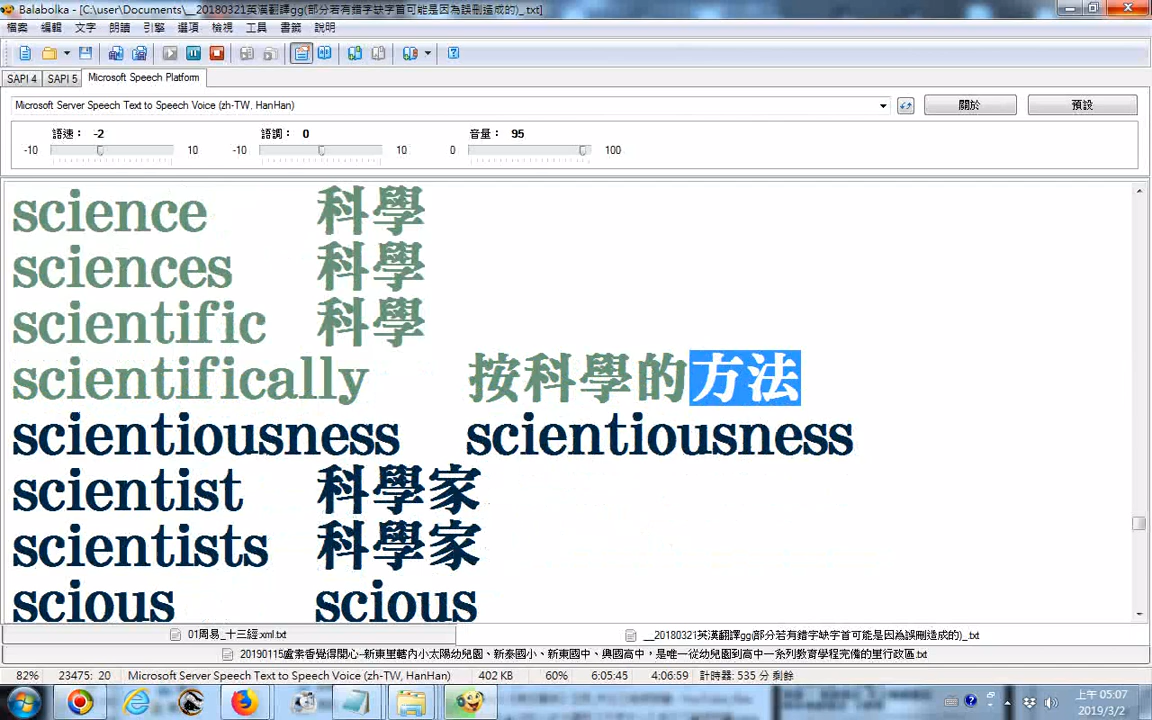 Balabolka - [C:\user\Documents\__20180321英漢翻譯gg(部分若有錯字缺字首可能是因為誤刪造成的)_.txt]
檔案 編輯 文字 朗讀 引擎 選項 檢視 工具 書籤 說明
SAPI 4 SAPI 5 Microsoft Speech Platform
Microsoft Server Speech Text to Speech Voice (zh-TW, HanHan) 關於 預設
語速： -2 語調： 0 音量： 95
-10 10 -10 10 0 100
science 科學
sciences 科學
scientific 科學
scientifically 按科學的方法
scientiousness scientiousness
scientist 科學家
scientists 科學家
scious scious
01周易_十三經.xml.txt __20180321英漢翻譯gg(部分若有錯字缺字首可能是因為誤刪造成的)_.txt
20190115盧素香覺得開心-新東里轄內小太陽幼兒園、新泰國小、新東國中、興國高中，是唯一從幼兒園到高中一系列教育學程完備的里行政區.txt
82% 23475: 20 Microsoft Server Speech Text to Speech Voice (zh-TW, HanHan) 402 KB 60% 6:05:45 4:06:59 計時器: 535 分 剩餘
上午 05:07
2019/3/2